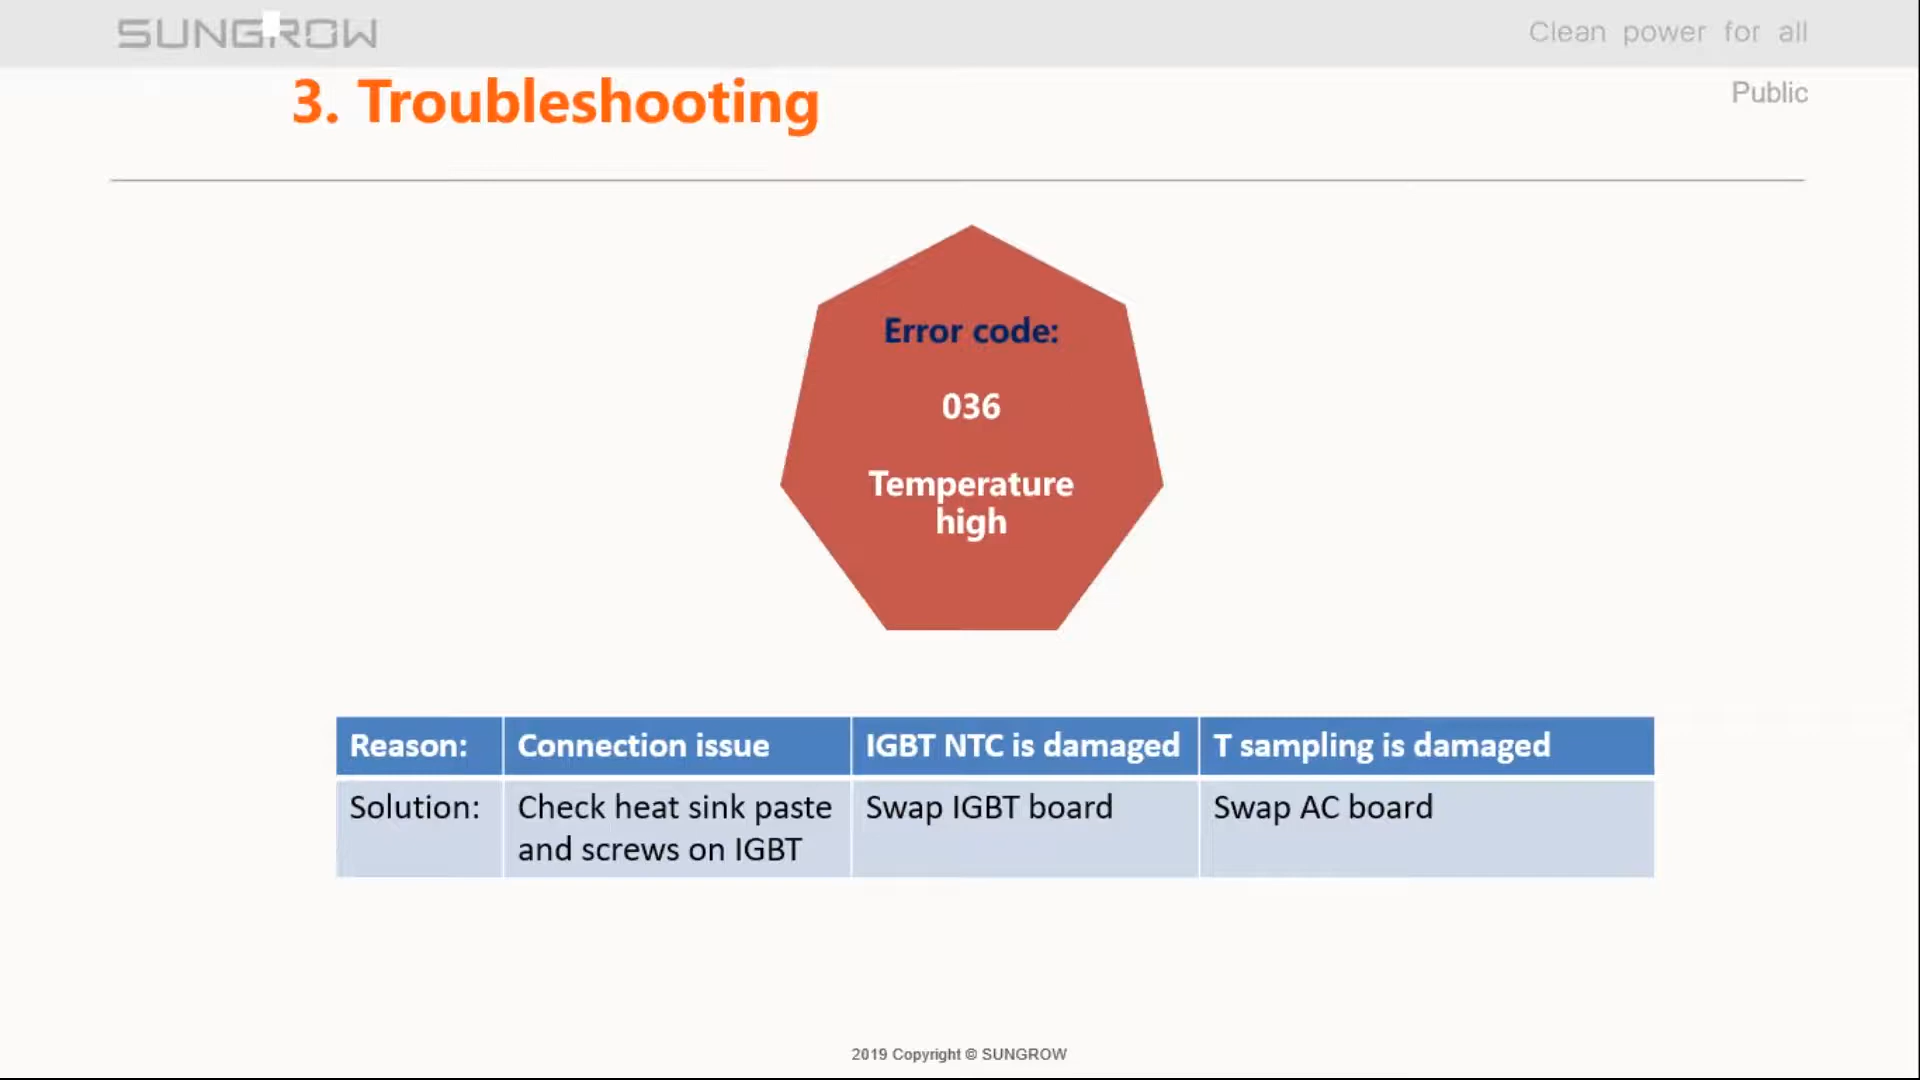 SUNGROW
Clean power for all
3. Troubleshooting
Public
Error code:
036
Temperature
high
Reason: Connection issue IGBT NTC is damaged T sampling is damaged
Solution: Check heat sink paste and screws on IGBT Swap IGBT board Swap AC board
2019 Copyright © SUNGROW